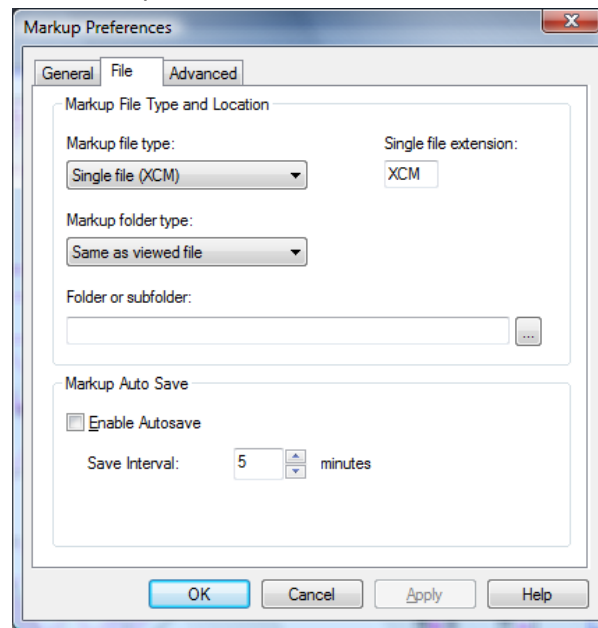 Markup Preferences
X
General File Advanced
Markup File Type and Location
Markup file type: Single file extension:
Single file (XCM) XCM
Markup folder type:
Same as viewed file
Folder or subfolder:
...
Markup Auto Save
Enable Autosave
Save Interval: 5 minutes
OK Cancel Apply Help